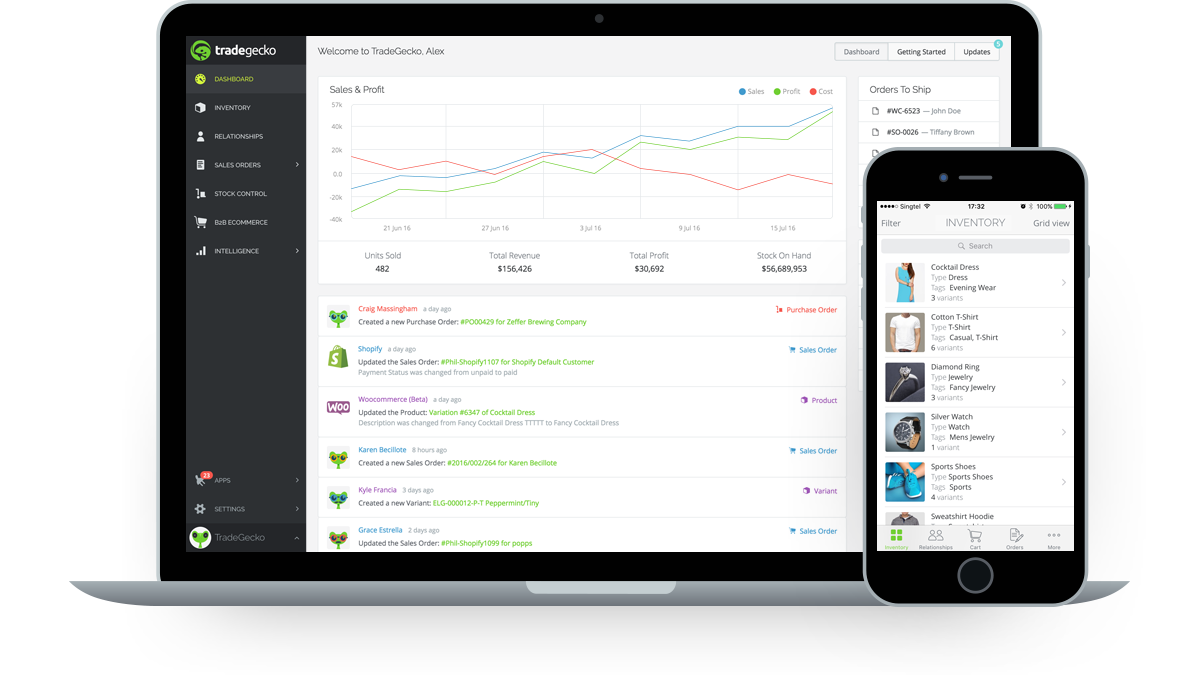 tradegecko
Welcome to TradeGecko, Alex
Dashboard
Getting Started
Updates
5
DASHBOARD
INVENTORY
RELATIONSHIPS
SALES ORDERS
STOCK CONTROL
B2B ECOMMERCE
INTELLIGENCE
23
APPS
SETTINGS
TradeGecko
Sales & Profit
Sales Profit Cost
57k
40k
20k
0.0
-20k
-40k
21 Jun 16 27 Jun 16 3 Jul 16 9 Jul 16 15 Jul 16
Units Sold Total Revenue Total Profit Stock On Hand
482 $156,426 $30,692 $56,689,953
Craig Massingham a day ago Purchase Order
Created a new Purchase Order: #PO00429 for Zeffer Brewing Company
Shopify a day ago Sales Order
Updated the Sales Order: #Phil-Shopify1107 for Shopify Default Customer
Payment Status was changed from unpaid to paid
WOO
Woocommerce (Beta) a day ago Product
Updated the Product: Variation #6347 of Cocktail Dress
Description was changed from Fancy Cocktail Dress TTTTT to Fancy Cocktail Dress
Karen Becillote 8 hours ago Sales Order
Created a new Sales Order: #2016/002/264 for Karen Becillote
Kyle Francia 3 days ago Variant
Created a new Variant: ELG-000012-P-T Peppermint/Tiny
Grace Estrella 2 days ago Sales Order
Updated the Sales Order: #Phil-Shopify1099 for popps
Orders To Ship
#WC-6523 — John Doe
#SO-0026 — Tiffany Brown
Singtel 17:32 100%
Filter INVENTORY Grid view
Search
Cocktail Dress
Type Dress
Tags Evening Wear
3 variants
Cotton T-Shirt
Type T-Shirt
Tags Casual, T-Shirt
6 variants
Diamond Ring
Type Jewelry
Tags Fancy Jewelry
3 variants
Silver Watch
Type Watch
Tags Mens Jewelry
1 variant
Sports Shoes
Type Sports Shoes
Tags Sports
4 variants
Sweatshirt Hoodie
Inventory Relationships Cart Orders More